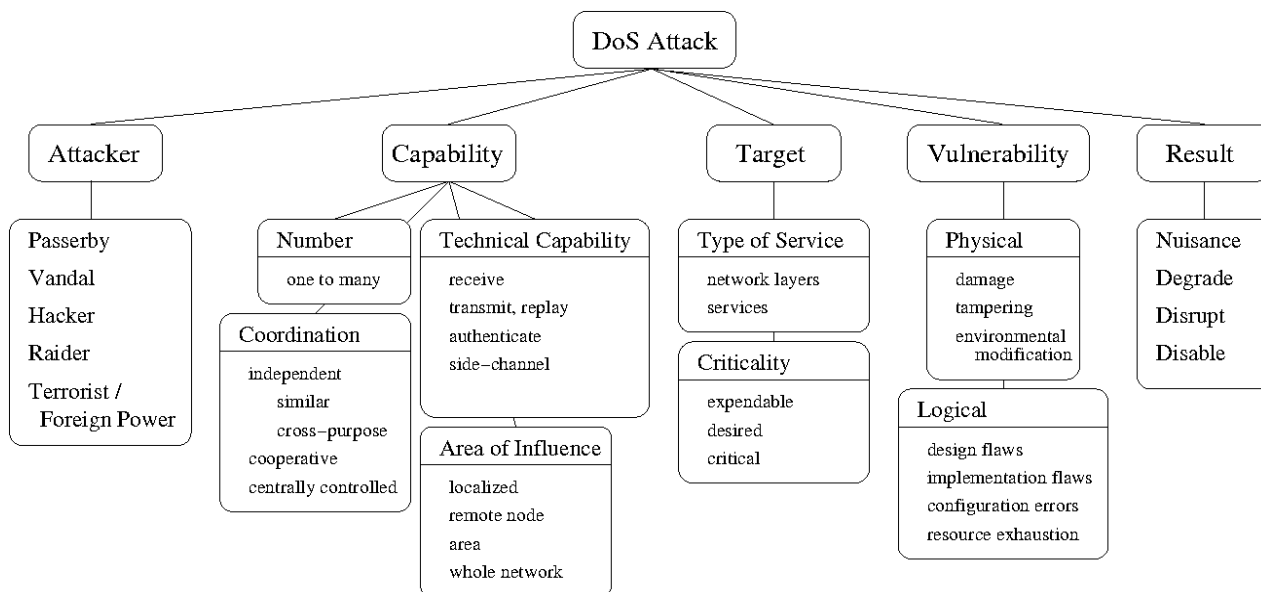 DoS Attack
Attacker
Capability
Target
Vulnerability
Result
Passerby
Vandal
Hacker
Raider
Terrorist /
Foreign Power
Number
one to many
Coordination
independent
similar
cross−purpose
cooperative
centrally controlled
Technical Capability
receive
transmit, replay
authenticate
side−channel
Area of Influence
localized
remote node
area
whole network
Type of Service
network layers
services
Criticality
expendable
desired
critical
Physical
damage
tampering
environmental
modification
Logical
design flaws
implementation flaws
configuration errors
resource exhaustion
Nuisance
Degrade
Disrupt
Disable